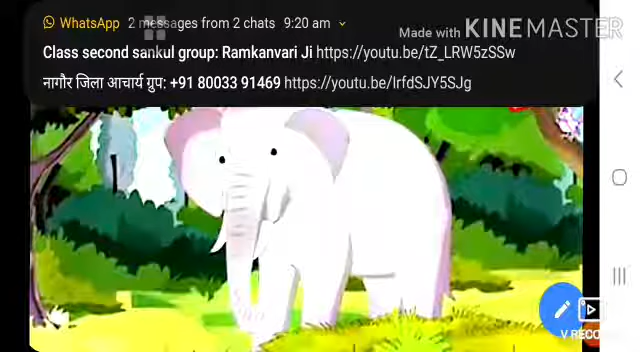 WhatsApp 2 messages from 2 chats 9:20 am
Made with KINEMASTER
Class second sankul group: Ramkanvari Ji https://youtu.be/tZ_LRW5zSSw
नागौर जिला आचार्य ग्रुप: +91 80033 91469 https://youtu.be/IrfdSJY5SJg